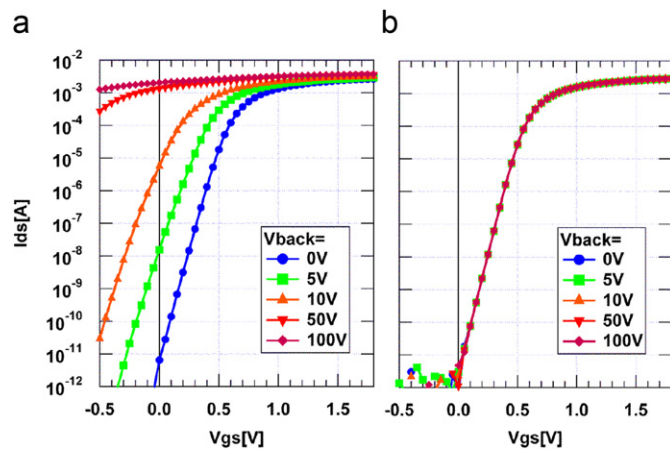 a
b
10-2
10-3
10-4
10-5
10-6
10-7
10-8
10-9
10-10
10-11
10-12
Ids[A]
Vback=
0V
5V
10V
50V
100V
Vback=
0V
5V
10V
50V
100V
-0.5 0.0 0.5 1.0 1.5
-0.5 0.0 0.5 1.0 1.5
Vgs[V]
Vgs[V]